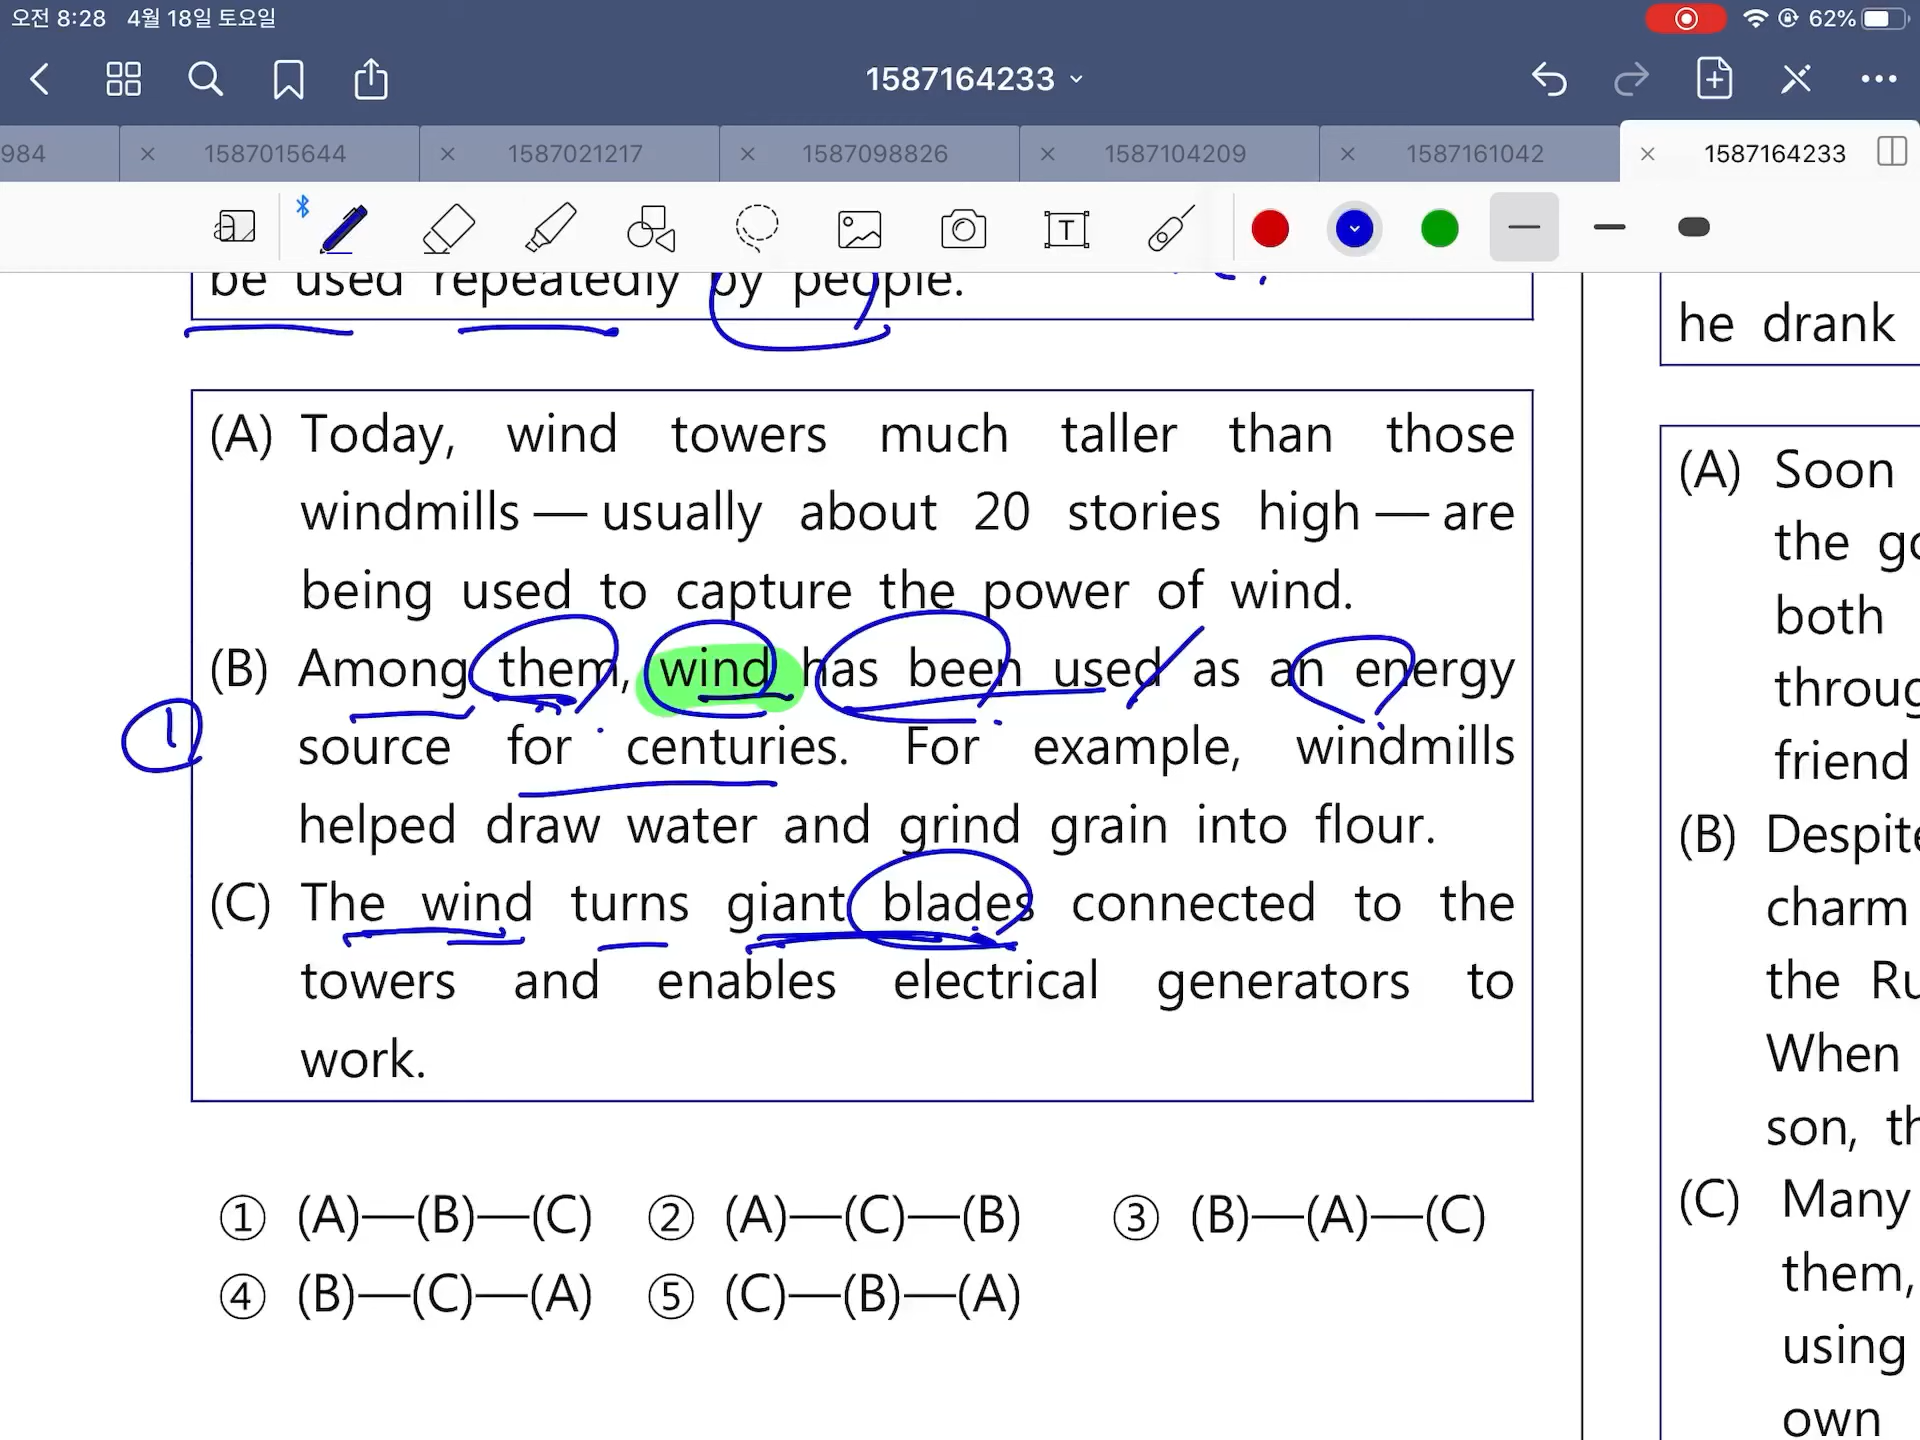 오전 8:28 4월 18일 토요일
62%
1587164233
984
1587015644
1587021217
1587098826
1587104209
1587161042
1587164233
be used repeatedly by people.
(A) Today, wind towers much taller than those
windmills — usually about 20 stories high — are
being used to capture the power of wind.
(B) Among them, wind has been used as an energy
①
source for centuries. For example, windmills
helped draw water and grind grain into flour.
(C) The wind turns giant blades connected to the
towers and enables electrical generators to
work.
① (A)—(B)—(C) ② (A)—(C)—(B) ③ (B)—(A)—(C)
④ (B)—(C)—(A) ⑤ (C)—(B)—(A)
he drank
(A) Soon
the
both
friend
(B)
charm
the
When
son,
(C) Many
them,
using
own